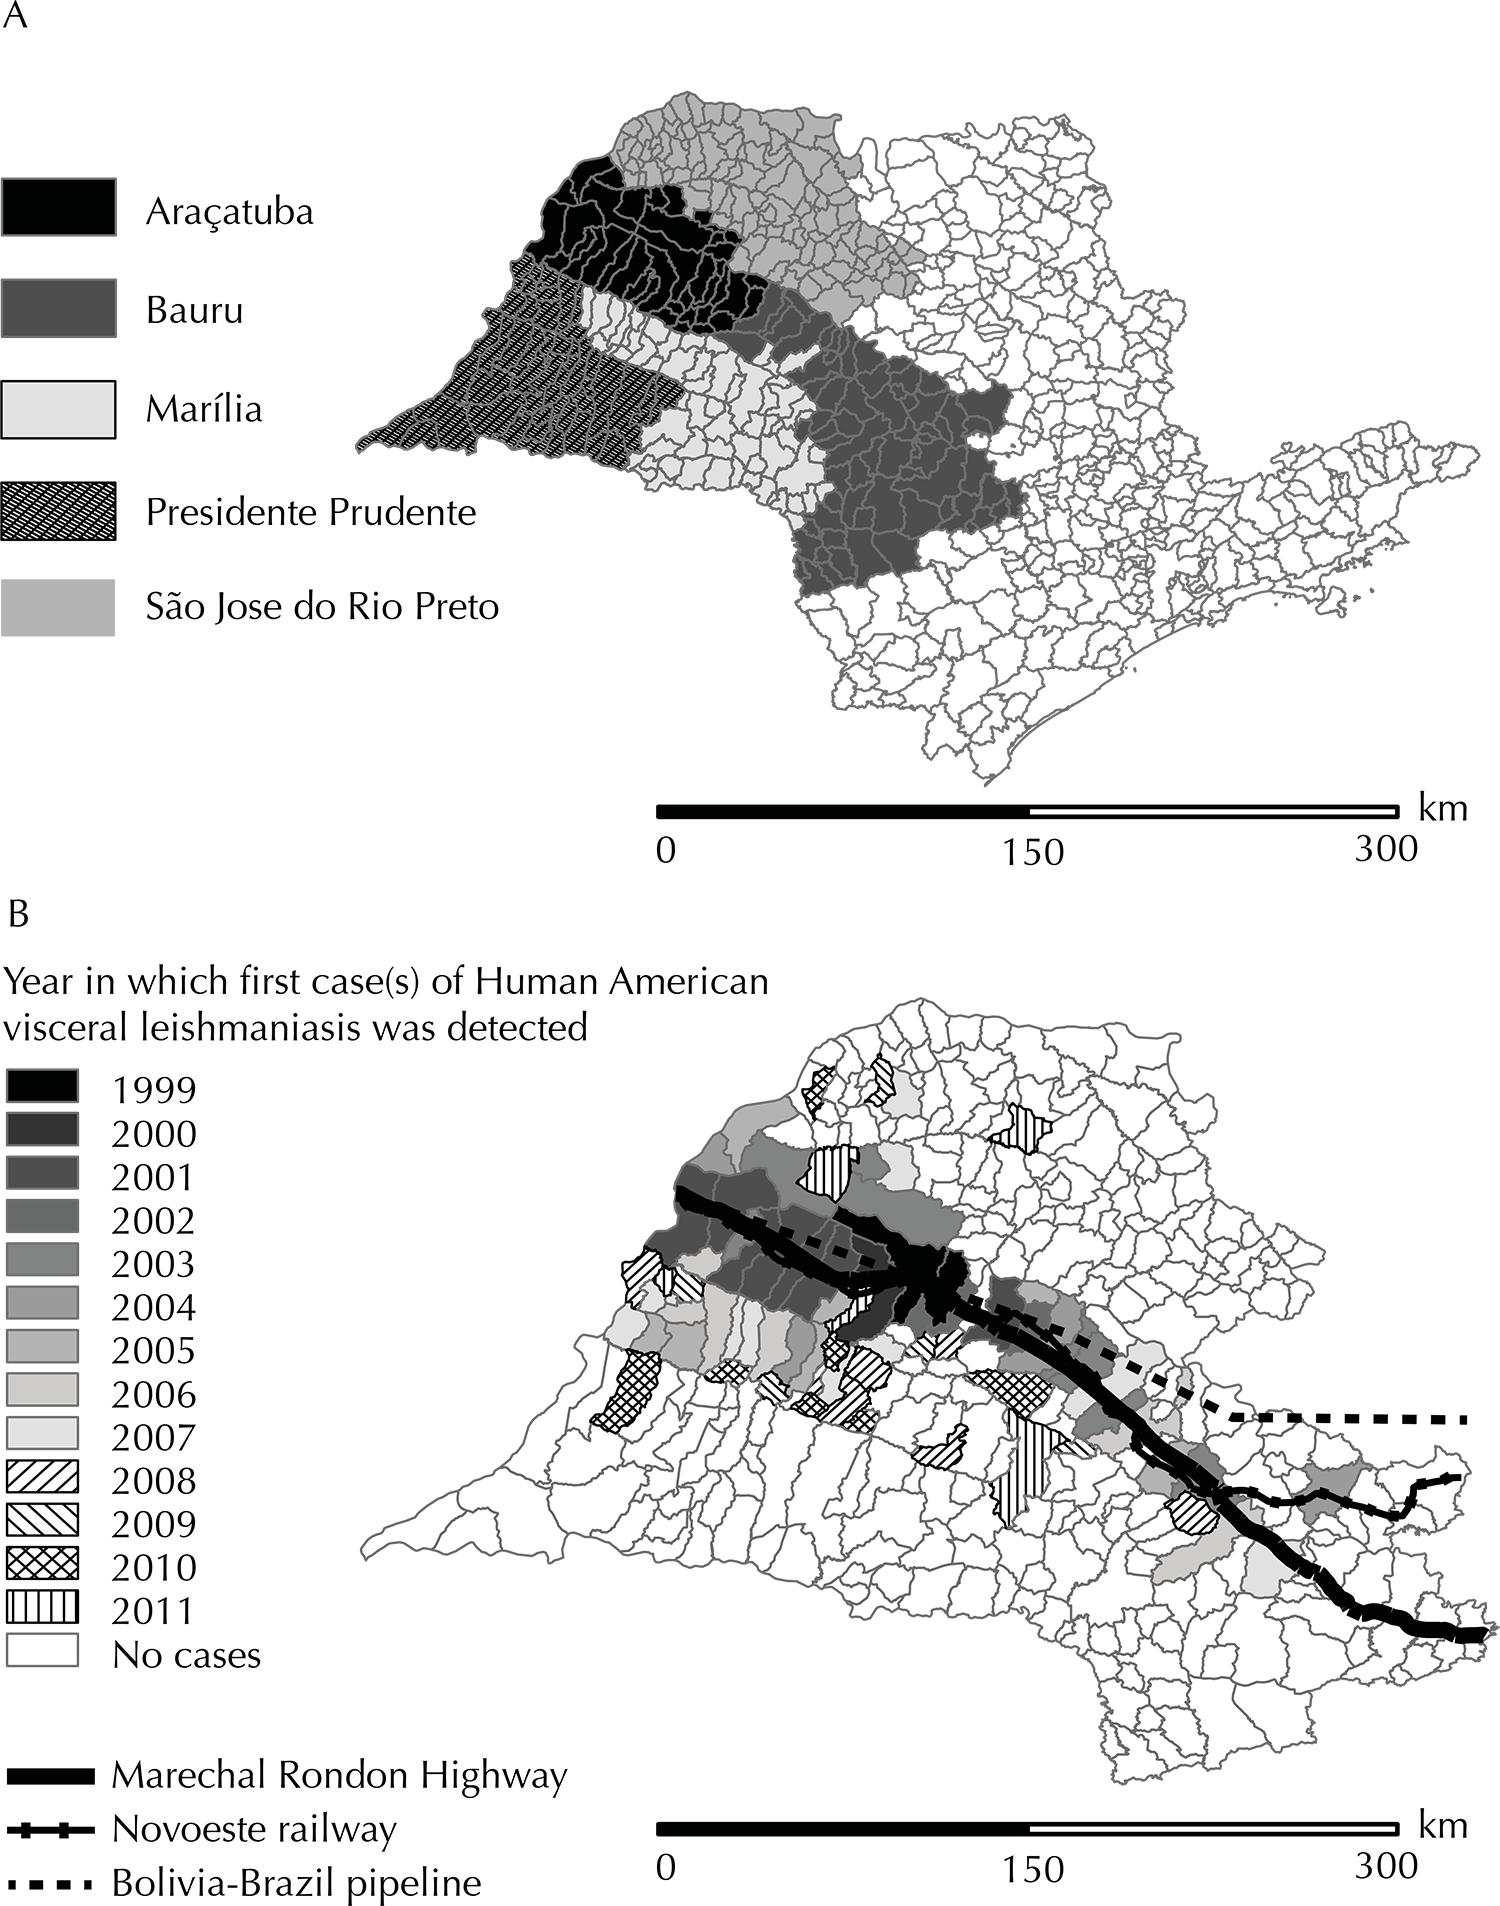 A
Araçatuba
Bauru
Marília
Presidente Prudente
São Jose do Rio Preto
km
0 150 300
B
Year in which first case(s) of Human American
visceral leishmaniasis was detected
1999
2000
2001
2002
2003
2004
2005
2006
2007
2008
2009
2010
2011
No cases
Marechal Rondon Highway
Novoeste railway
Bolivia-Brazil pipeline
km
0 150 300